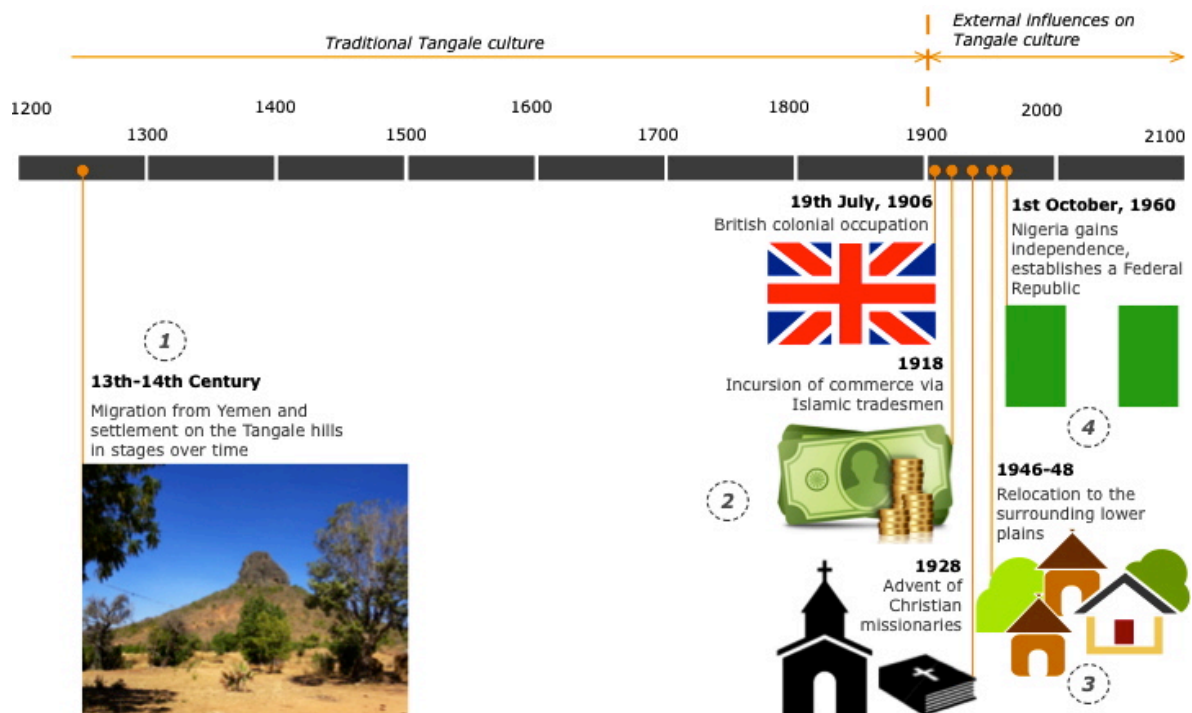 Traditional Tangale culture
External influences on
Tangale culture
1200
1300
1400
1500
1600
1700
1800
1900
2000
2100
19th July, 1906
British colonial occupation
1st October, 1960
Nigeria gains
independence,
establishes a Federal
Republic
1
13th-14th Century
Migration from Yemen and
settlement on the Tangale hills
in stages over time
1918
Incursion of commerce via
Islamic tradesmen
4
2
1946-48
Relocation to the
surrounding lower
plains
1928
Advent of
Christian
missionaries
3